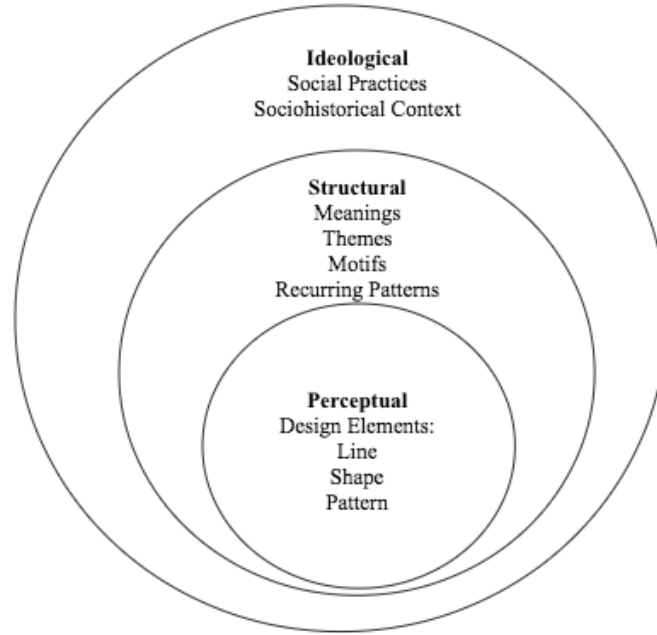 Ideological
Social Practices
Sociohistorical Context
Structural
Meanings
Themes
Motifs
Recurring Patterns
Perceptual
Design Elements:
Line
Shape
Pattern